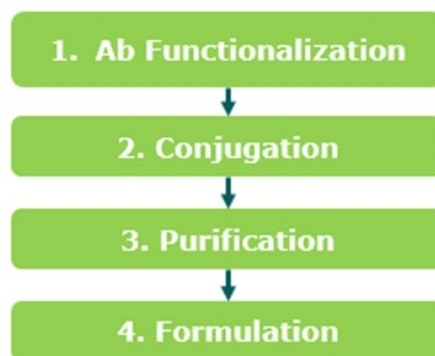 1. Ab Functionalization
2. Conjugation
3. Purification
4. Formulation